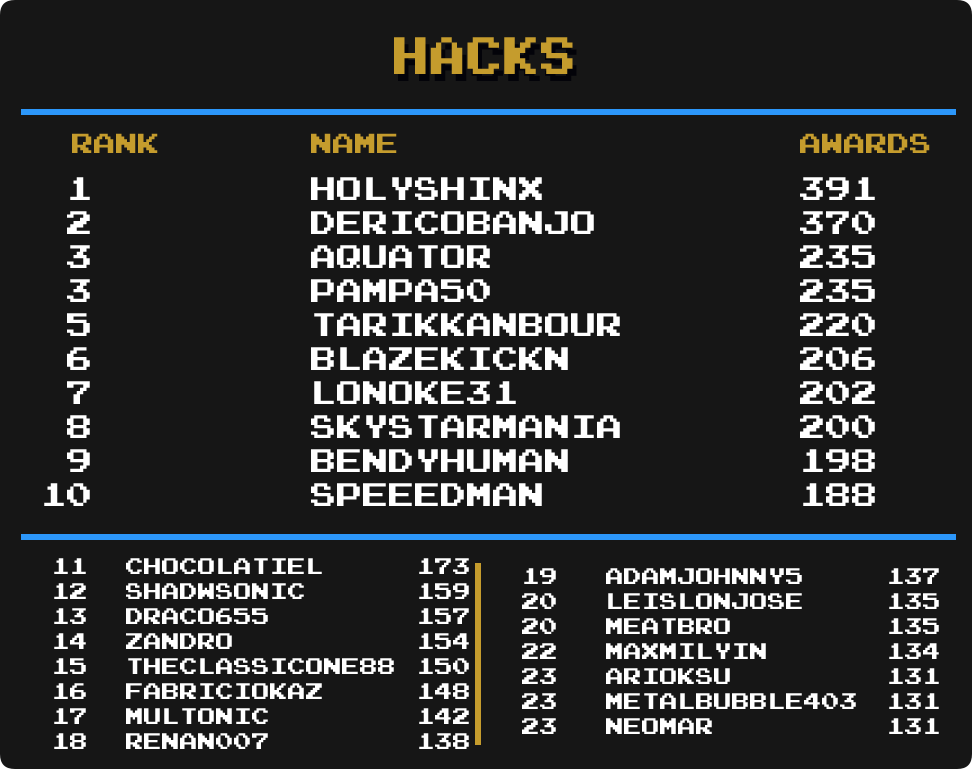 HACKS
RANK NAME AWARDS
1 HOLYSHINX 391
2 DERICOBANJO 370
3 AQUATOR 235
3 PAMPA50 235
5 TARIKKANBOUR 220
6 BLAZEKICKN 206
7 LONOKE31 202
8 SKYSTARMANIA 200
9 BENDYHUMAN 198
10 SPEEEDMAN 188
11 CHOCOLATIEL 173
12 SHADWSONIC 159
13 DRACO655 157
14 ZANDRO 154
15 THECLASSICONE88 150
16 FABRICIOKAZ 148
17 MULTONIC 142
18 RENAN007 138
19 ADAMJOHNNY5 137
20 LEISLONJOSE 135
20 MEATBRO 135
22 MAXMILYIN 134
23 ARIOKSU 131
23 METALBUBBLE403 131
23 NEOMAR 131